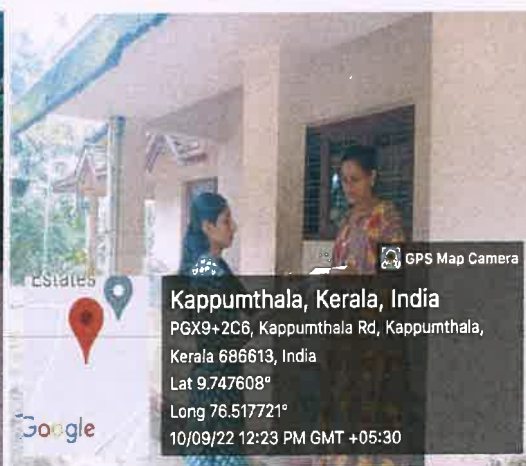 Estates
GPS Map Camera
Kappumthala, Kerala, India
PGX9+2C6, Kappumthala Rd, Kappumthala,
Kerala 686613, India
Lat 9.747608°
Long 76.517721°
10/09/22 12:23 PM GMT +05:30
Google